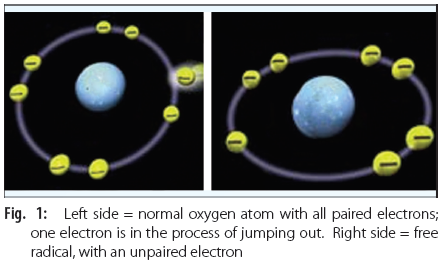 Fig. 1: Left side = normal oxygen atom with all paired electrons;
one electron is in the process of jumping out. Right side = free
radical, with an unpaired electron